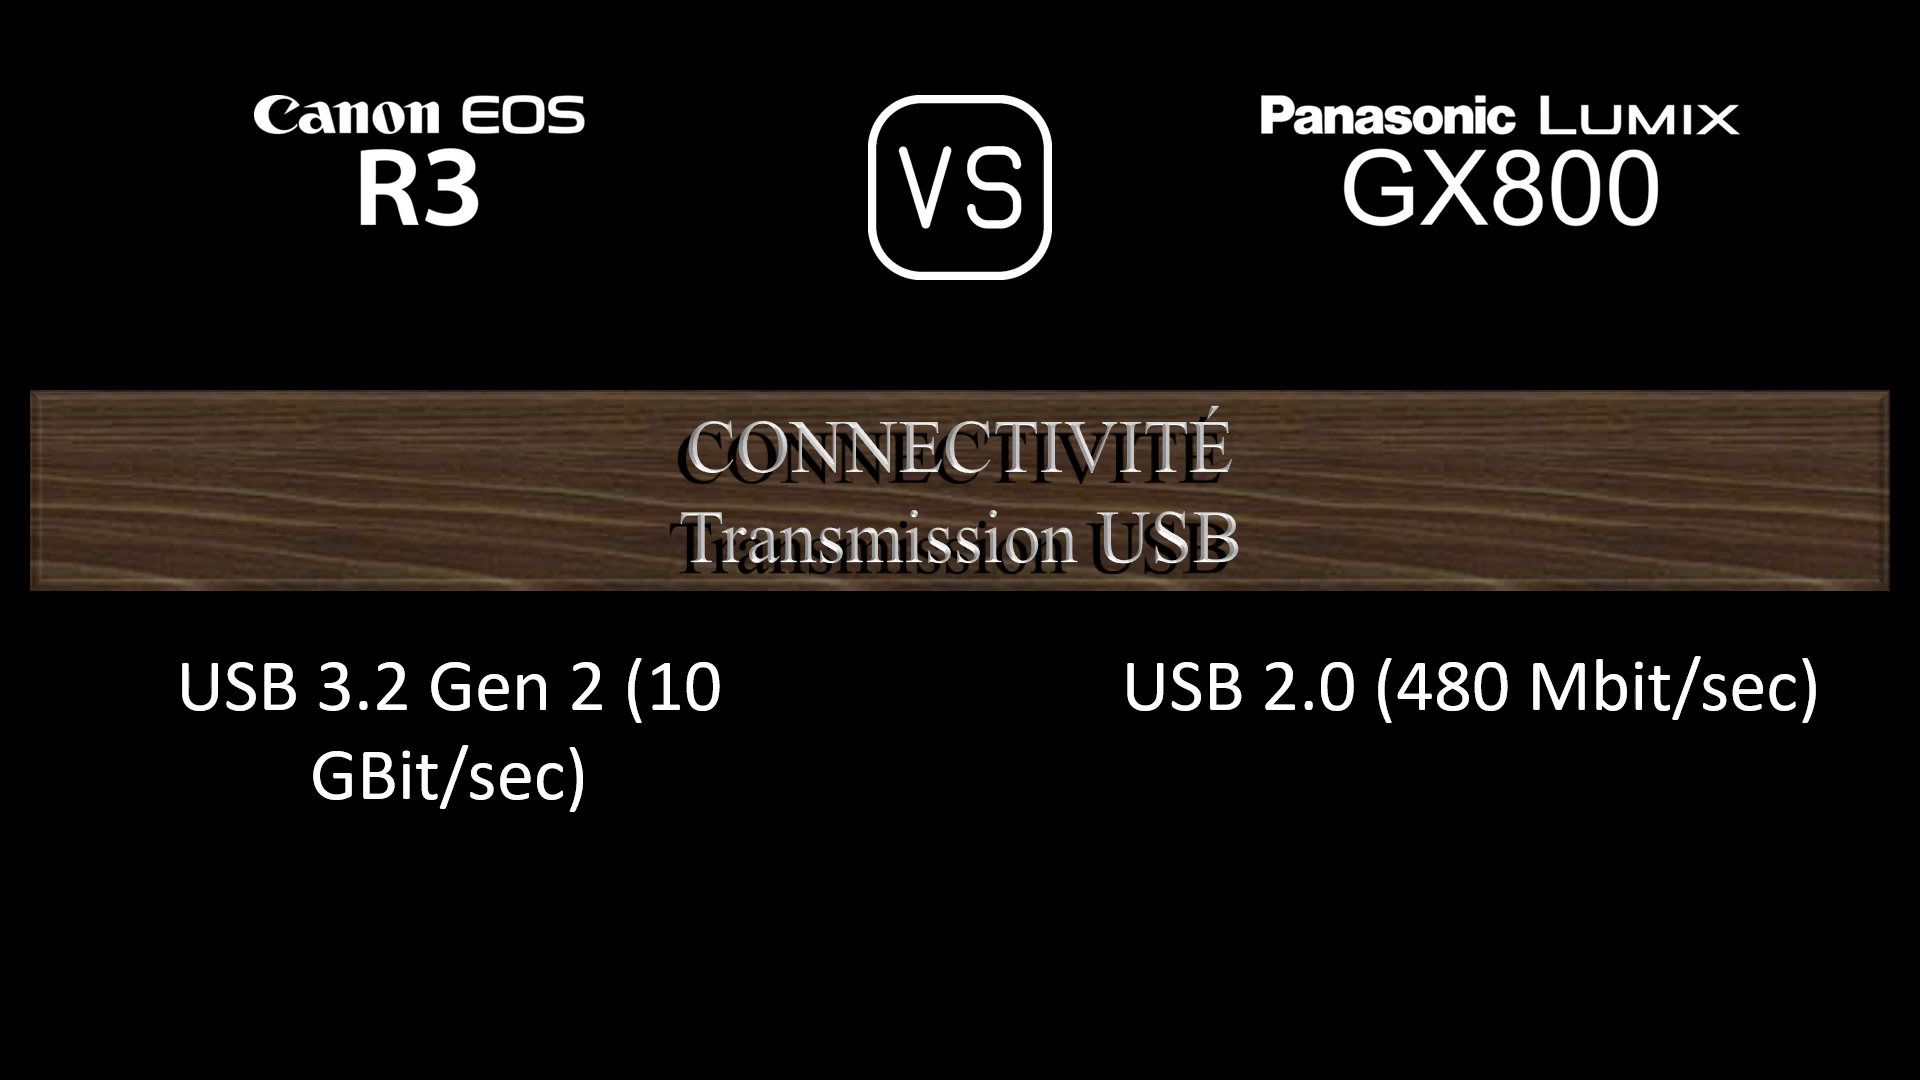 Canon EOS
R3
VS
Panasonic LUMIX
GX800
CONNECTIVITÉ
Transmission USB
USB 3.2 Gen 2 (10
GBit/sec)
USB 2.0 (480 Mbit/sec)